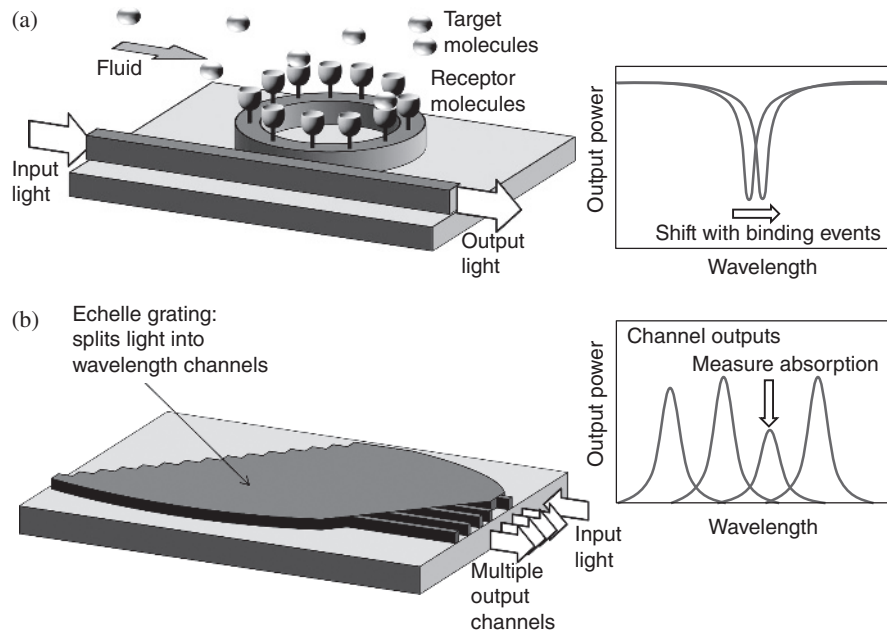 (a)
Target
molecules
Fluid
Receptor
molecules
Input
light
Output
light
Output power
Shift with binding events
Wavelength
(b)
Echelle grating:
splits light into
wavelength channels
Input
light
Multiple
output
channels
Channel outputs
Measure absorption
Output power
Wavelength